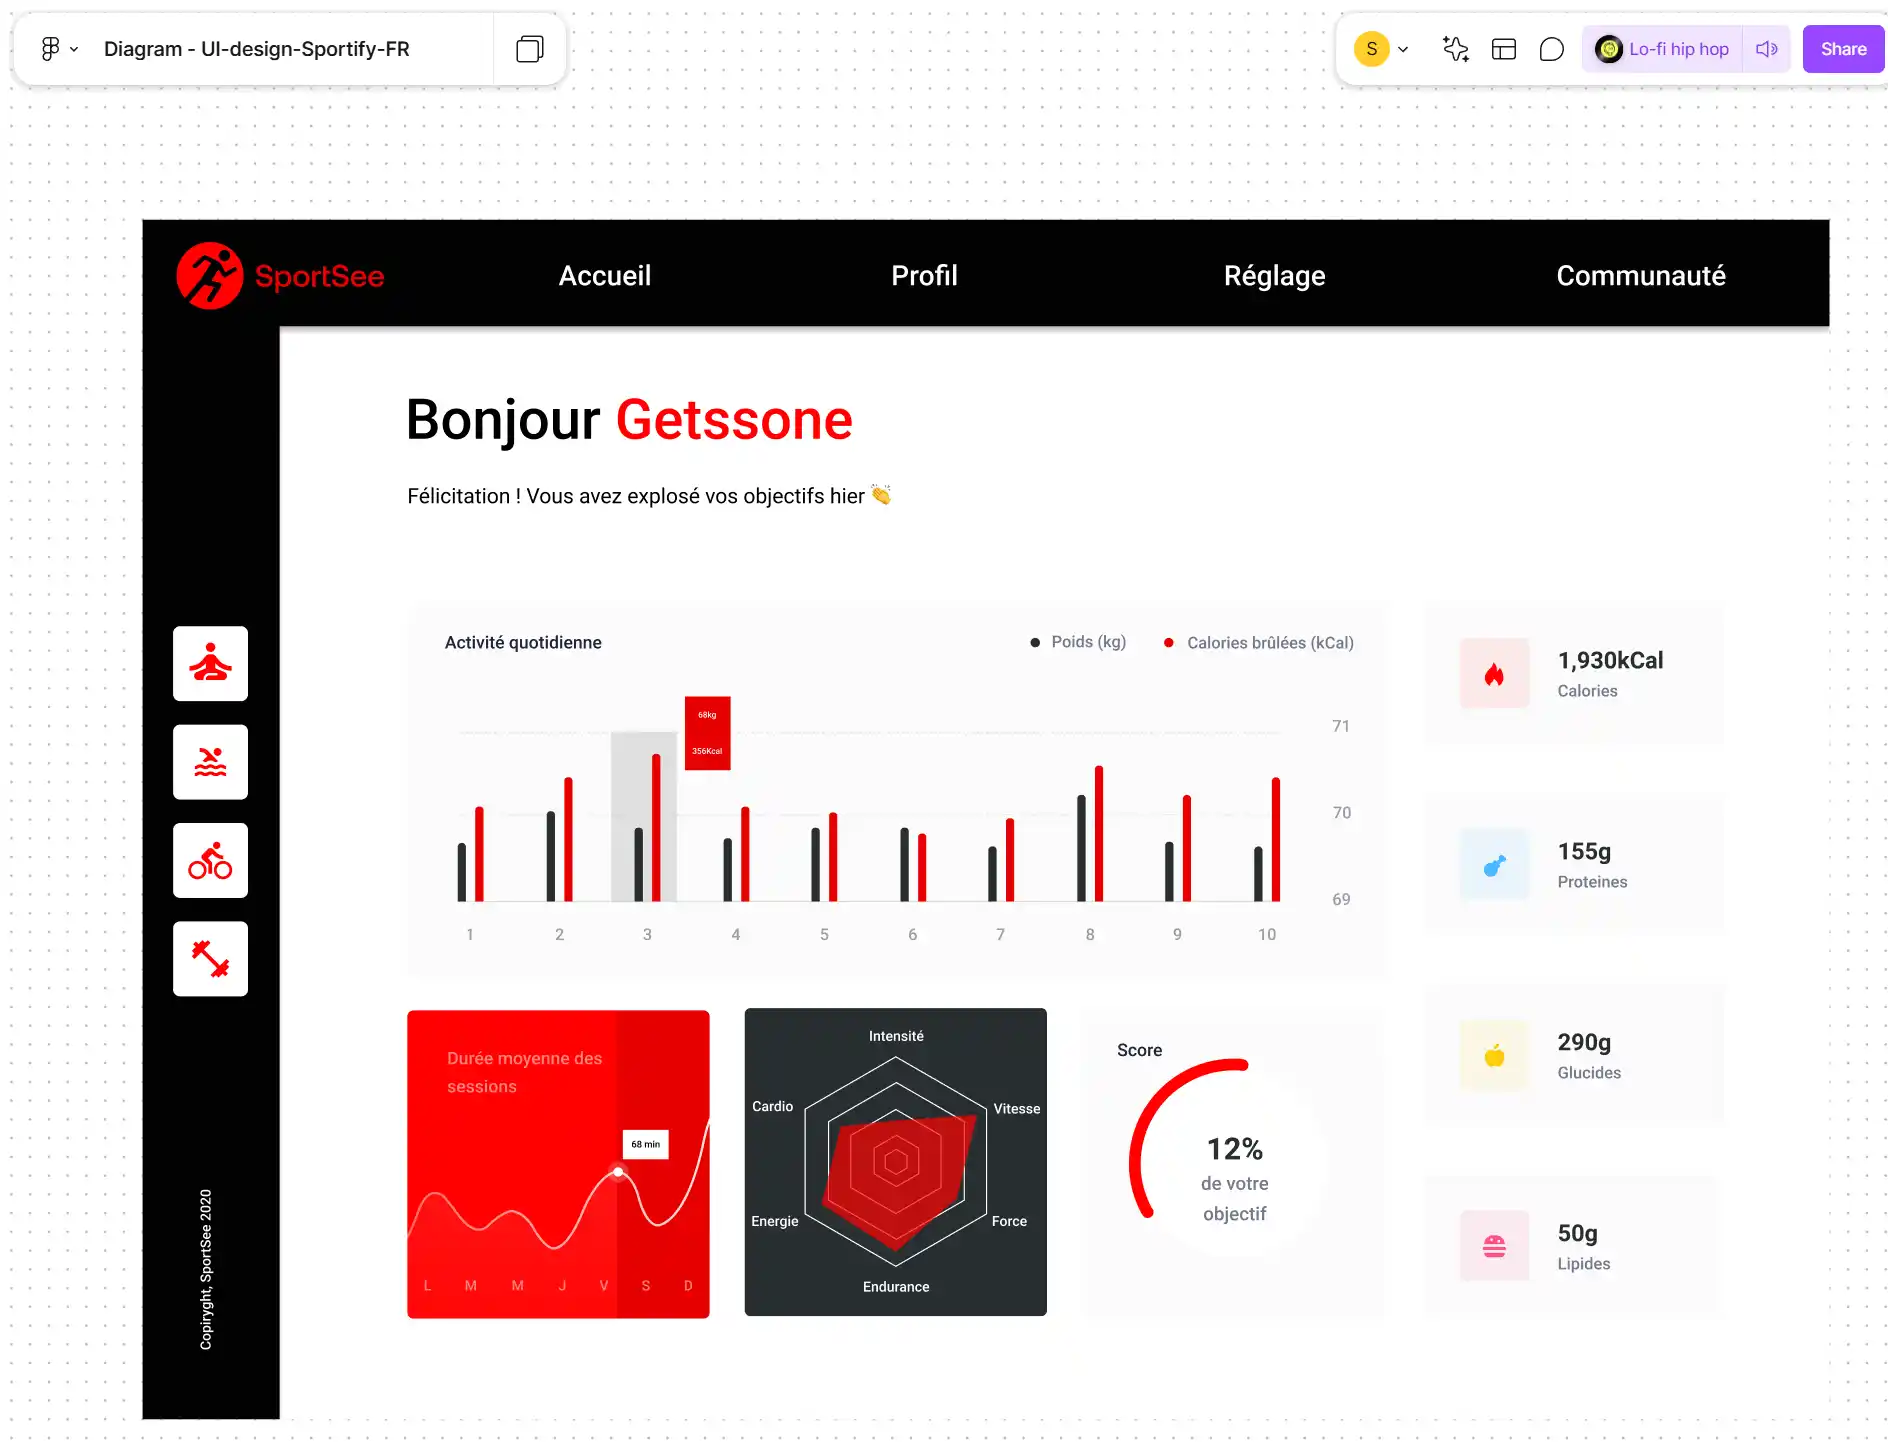 Diagram - UI-design-Sportify-FR
S
Lo-fi hip hop
Share
SportSee
Accueil
Profil
Réglage
Communauté
Bonjour Getssone
Félicitation ! Vous avez explosé vos objectifs hier 👏
Activité quotidienne
Poids (kg)
Calories brûlées (kCal)
68kg
356Kcal
71
70
69
1 2 3 4 5 6 7 8 9 10
1,930kCal
Calories
155g
Proteines
290g
Glucides
50g
Lipides
Durée moyenne des
sessions
68 min
L M M J V S D
Intensité
Cardio
Vitesse
Energie
Force
Endurance
Score
12%
de votre
objectif
Copiryght, SportSee 2020